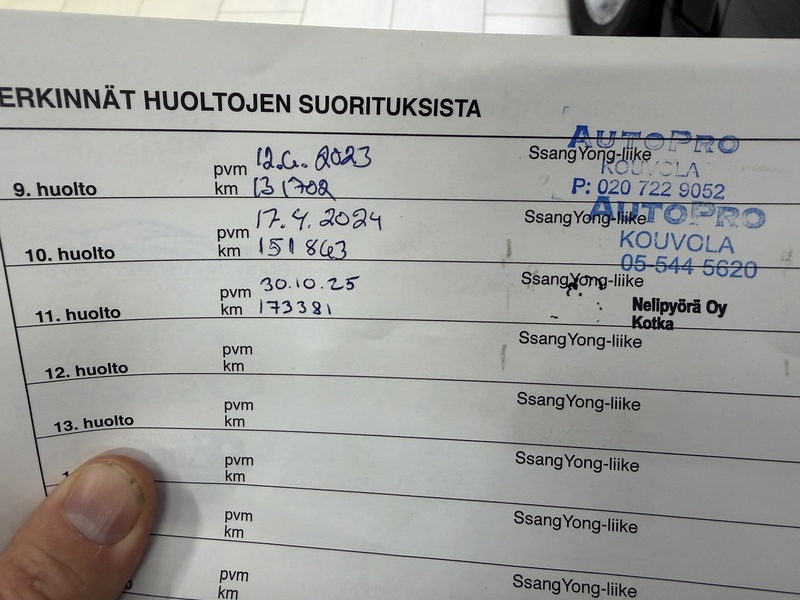 ERKINNÄT HUOLTOJEN SUORITUKSISTA
9. huolto
pvm 12.6. 2023
km 131702
SsangYong-liike
AUTOPRO
KOUVOLA
P: 020 722 9052
10. huolto
pvm 17.4. 2024
km 151863
SsangYong-liike
AUTOPRO
KOUVOLA
05-544 5620
11. huolto
pvm 30.10.25
km 173381
SsangYong-liike
Nelipyörä Oy
Kotka
12. huolto
pvm
km
SsangYong-liike
13. huolto
pvm
km
SsangYong-liike
pvm
km
SsangYong-liike
pvm
km
SsangYong-liike
pvm
km
SsangYong-liike